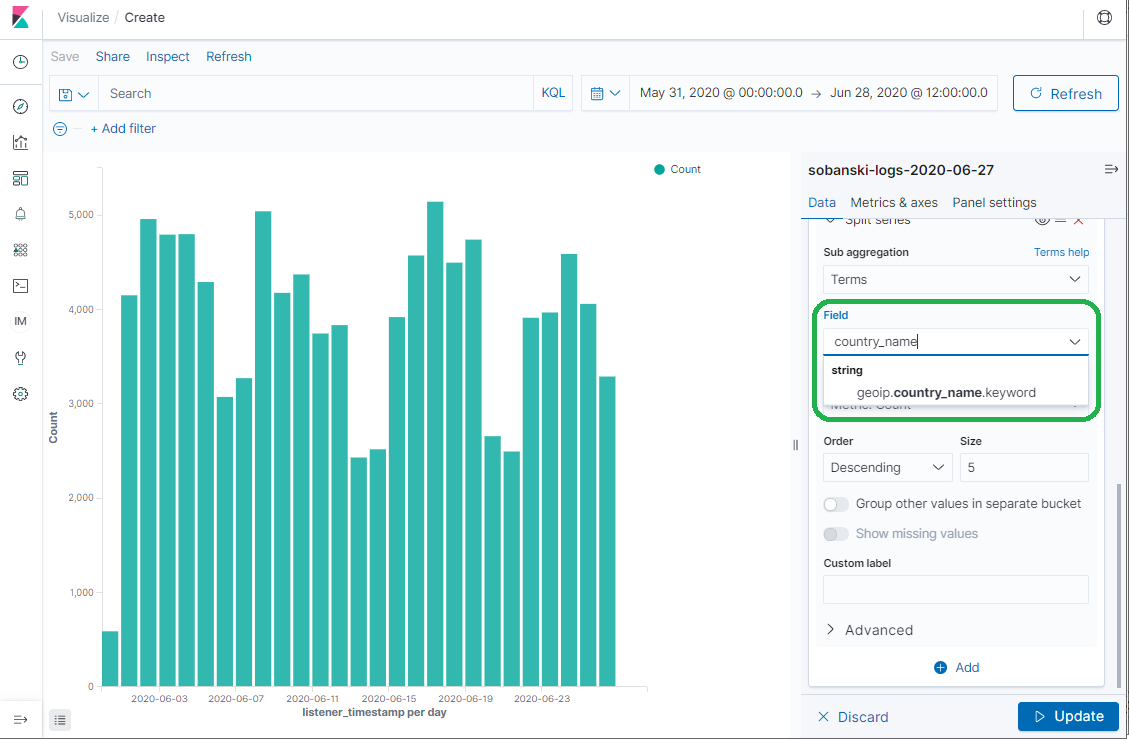 Visualize / Create
Save Share Inspect Refresh
Search KQL May 31, 2020 @ 00:00:00.0 → Jun 28, 2020 @ 12:00:00.0 Refresh
+ Add filter
Count
5,000
4,000
3,000
2,000
1,000
0
Count
2020-06-03 2020-06-07 2020-06-11 2020-06-15 2020-06-19 2020-06-23
listener_timestamp per day
IM
sobanski-logs-2020-06-27
Data Metrics & axes Panel settings
Split series
Sub aggregation Terms help
Terms
Field
country_name
string
geoip.country_name.keyword
Metric: Count
Order Size
Descending 5
Group other values in separate bucket
Show missing values
Custom label
Advanced
Add
Discard Update